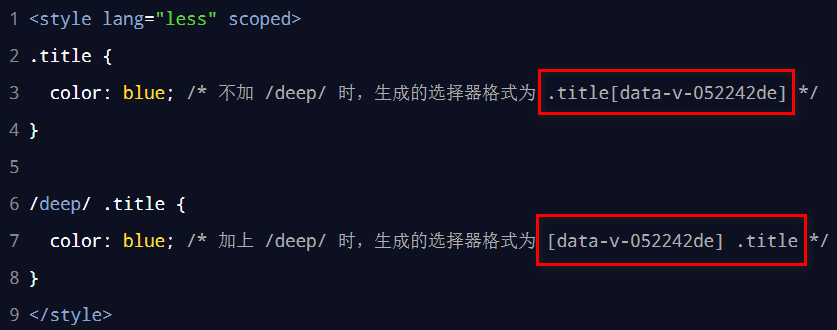 1 <style lang="less" scoped>
2 .title {
3   color: blue; /* 不加 /deep/ 时，生成的选择器格式为 .title[data-v-052242de] */
4 }
5
6 /deep/ .title {
7   color: blue; /* 加上 /deep/ 时，生成的选择器格式为 [data-v-052242de] .title */
8 }
9 </style>